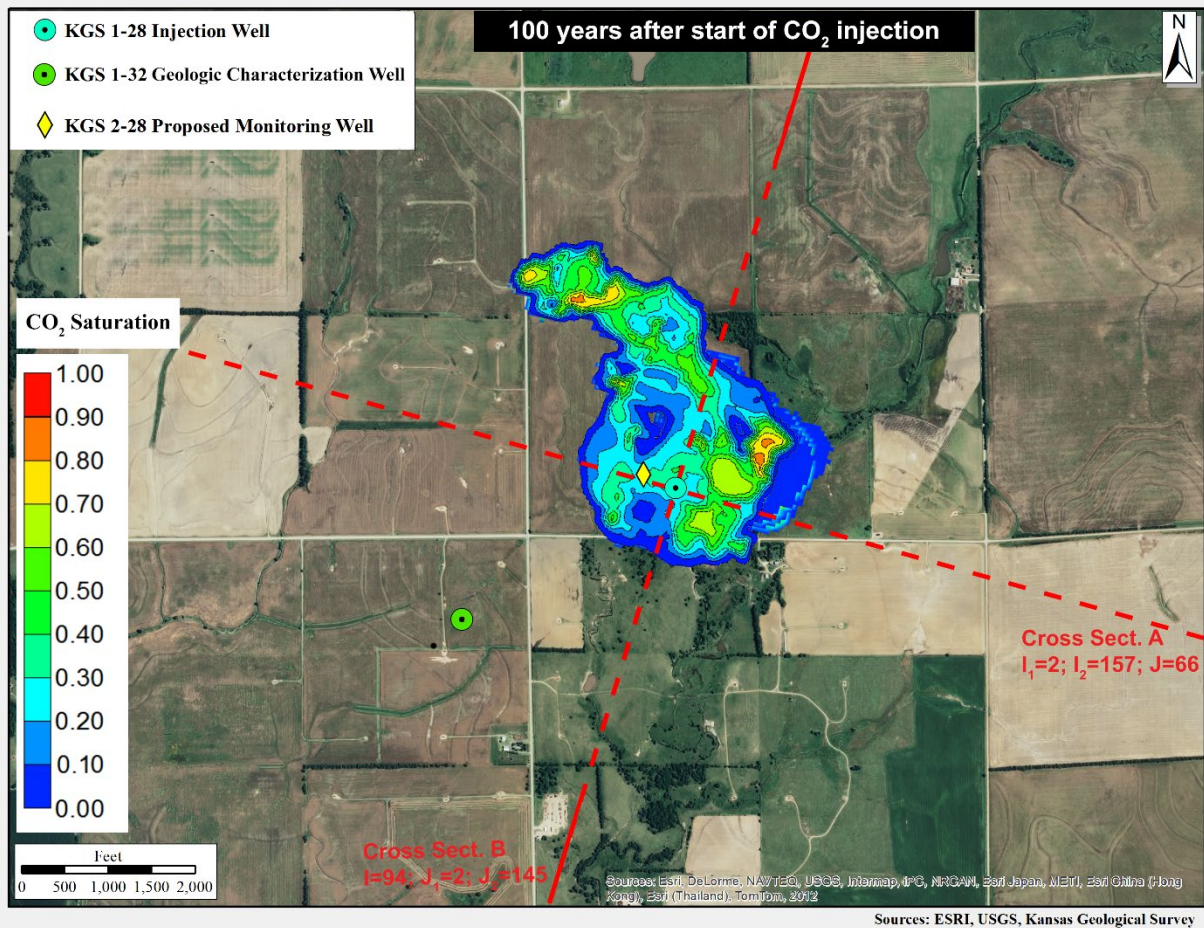 100 years after start of CO₂ injection
N
KGS 1-28 Injection Well
KGS 1-32 Geologic Characterization Well
KGS 2-28 Proposed Monitoring Well
CO₂ Saturation
1.00
0.90
0.80
0.70
0.60
0.50
0.40
0.30
0.20
0.10
0.00
Cross Sect. A
I₁=2; I₂=157; J=66
Cross Sect. B
I=94; J₁=2; J₂=145
Feet
0 500 1,000 1,500 2,000
Sources: Esri, DeLorme, NAVTEQ, USGS, Intermap, iPC, NRCAN, Esri Japan, METI, Esri China (Hong
Kong), Esri (Thailand), TomTom, 2012
Sources: ESRI, USGS, Kansas Geological Survey